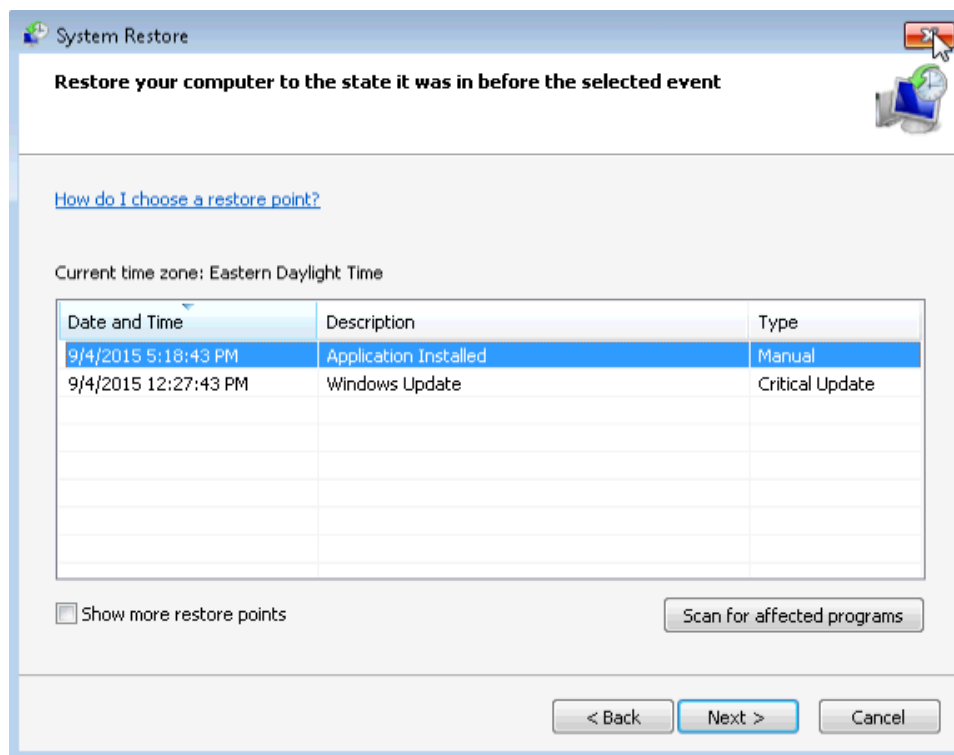 System Restore
Restore your computer to the state it was in before the selected event
How do I choose a restore point?
Current time zone: Eastern Daylight Time
Date and Time Description Type
9/4/2015 5:18:43 PM Application Installed Manual
9/4/2015 12:27:43 PM Windows Update Critical Update
Show more restore points Scan for affected programs
< Back Next > Cancel